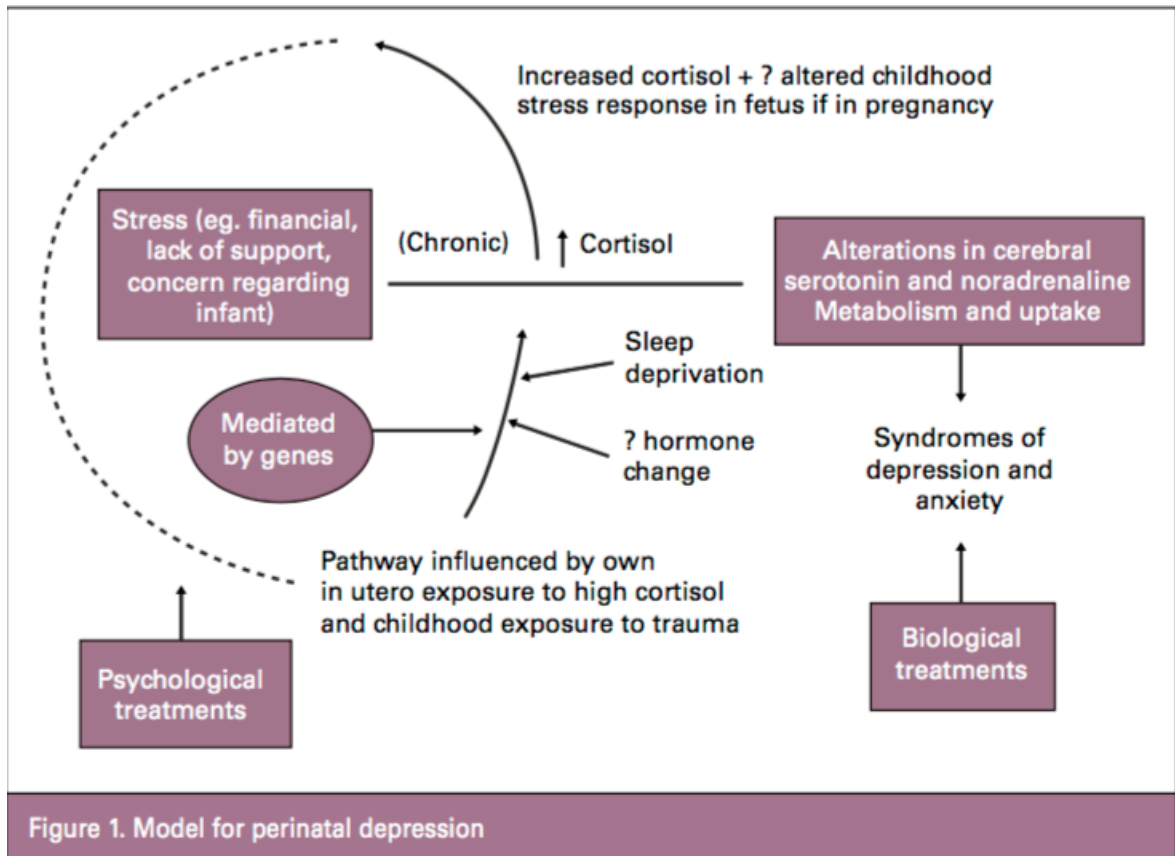 Increased cortisol + ? altered childhood
stress response in fetus if in pregnancy
Stress (eg. financial,
lack of support,
concern regarding
infant)
(Chronic)
↑ Cortisol
Alterations in cerebral
serotonin and noradrenaline
Metabolism and uptake
Sleep
deprivation
Mediated
by genes
? hormone
change
Syndromes of
depression and
anxiety
Pathway influenced by own
in utero exposure to high cortisol
and childhood exposure to trauma
Psychological
treatments
Biological
treatments
Figure 1. Model for perinatal depression